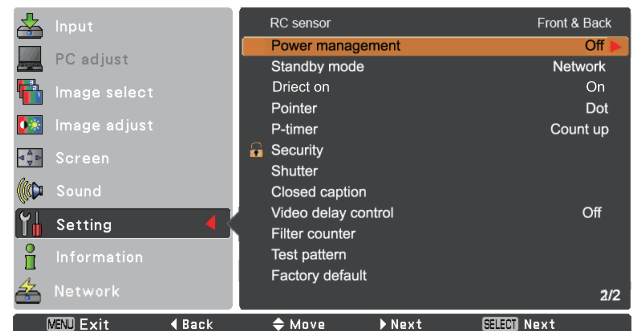 Input
PC adjust
Image select
Image adjust
Screen
Sound
Setting
Information
Network
RC sensor Front & Back
Power management Off
Standby mode Network
Driect on On
Pointer Dot
P-timer Count up
Security
Shutter
Closed caption
Video delay control Off
Filter counter
Test pattern
Factory default
2/2
MENU Exit Back Move Next SELECT Next